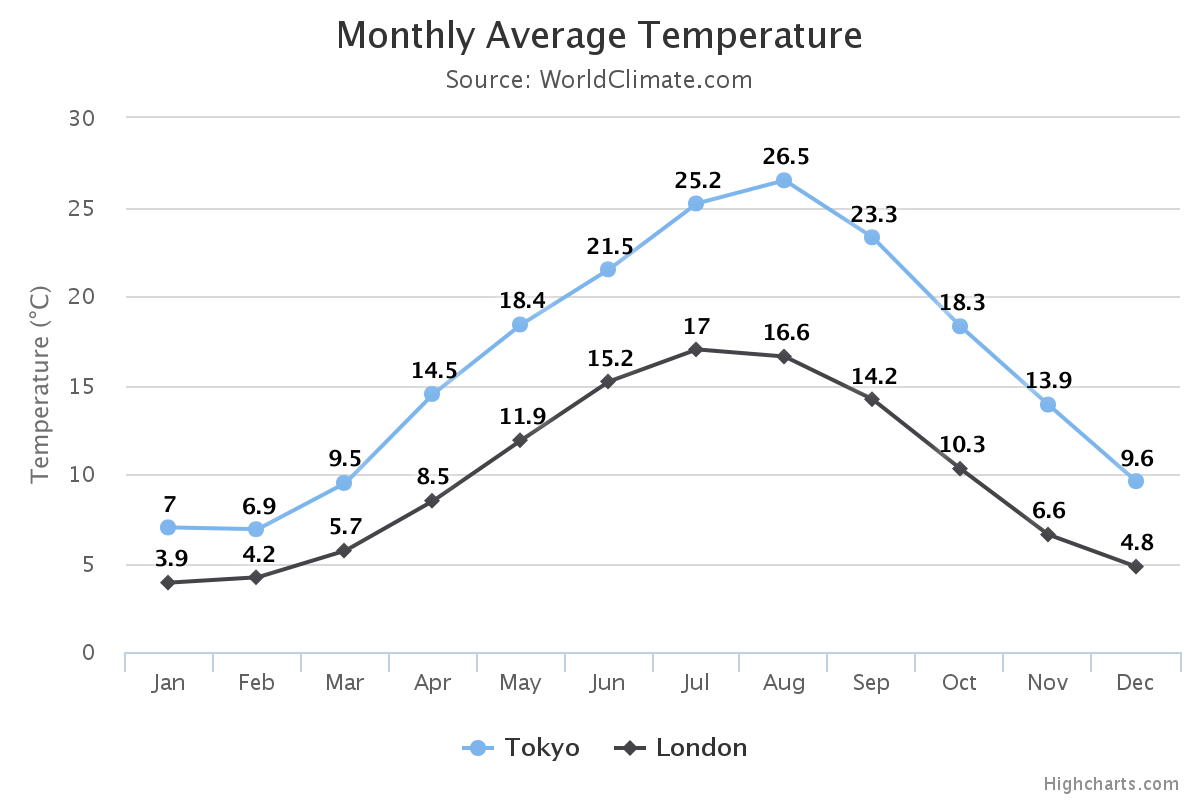 Monthly Average Temperature
Source: WorldClimate.com
Temperature (°C)
30
25
20
15
10
5
0
7 6.9 9.5 14.5 18.4 21.5 25.2 26.5 23.3 18.3 13.9 9.6
3.9 4.2 5.7 8.5 11.9 15.2 17 16.6 14.2 10.3 6.6 4.8
Jan Feb Mar Apr May Jun Jul Aug Sep Oct Nov Dec
Tokyo London
Highcharts.com